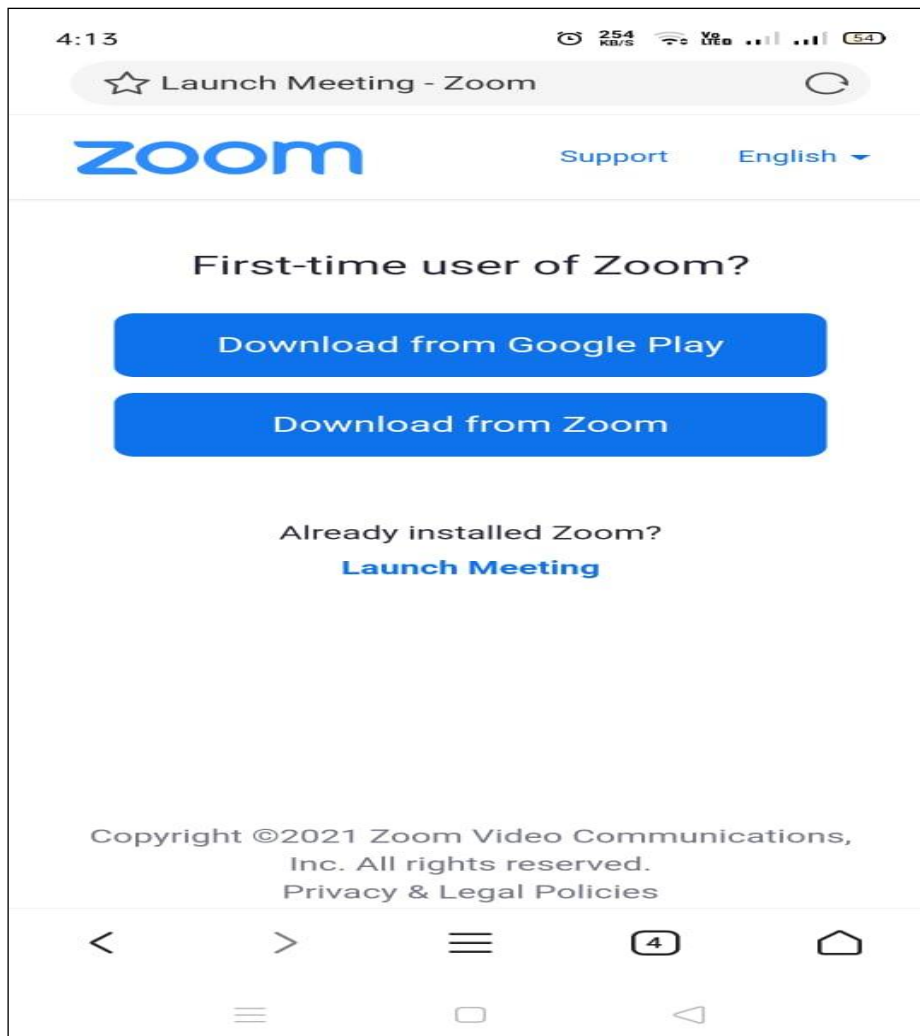 4:13
254 KB/S Vo LTE 54
Launch Meeting - Zoom
zoom Support English
First-time user of Zoom?
Download from Google Play
Download from Zoom
Already installed Zoom?
Launch Meeting
Copyright ©2021 Zoom Video Communications,
Inc. All rights reserved.
Privacy & Legal Policies
4